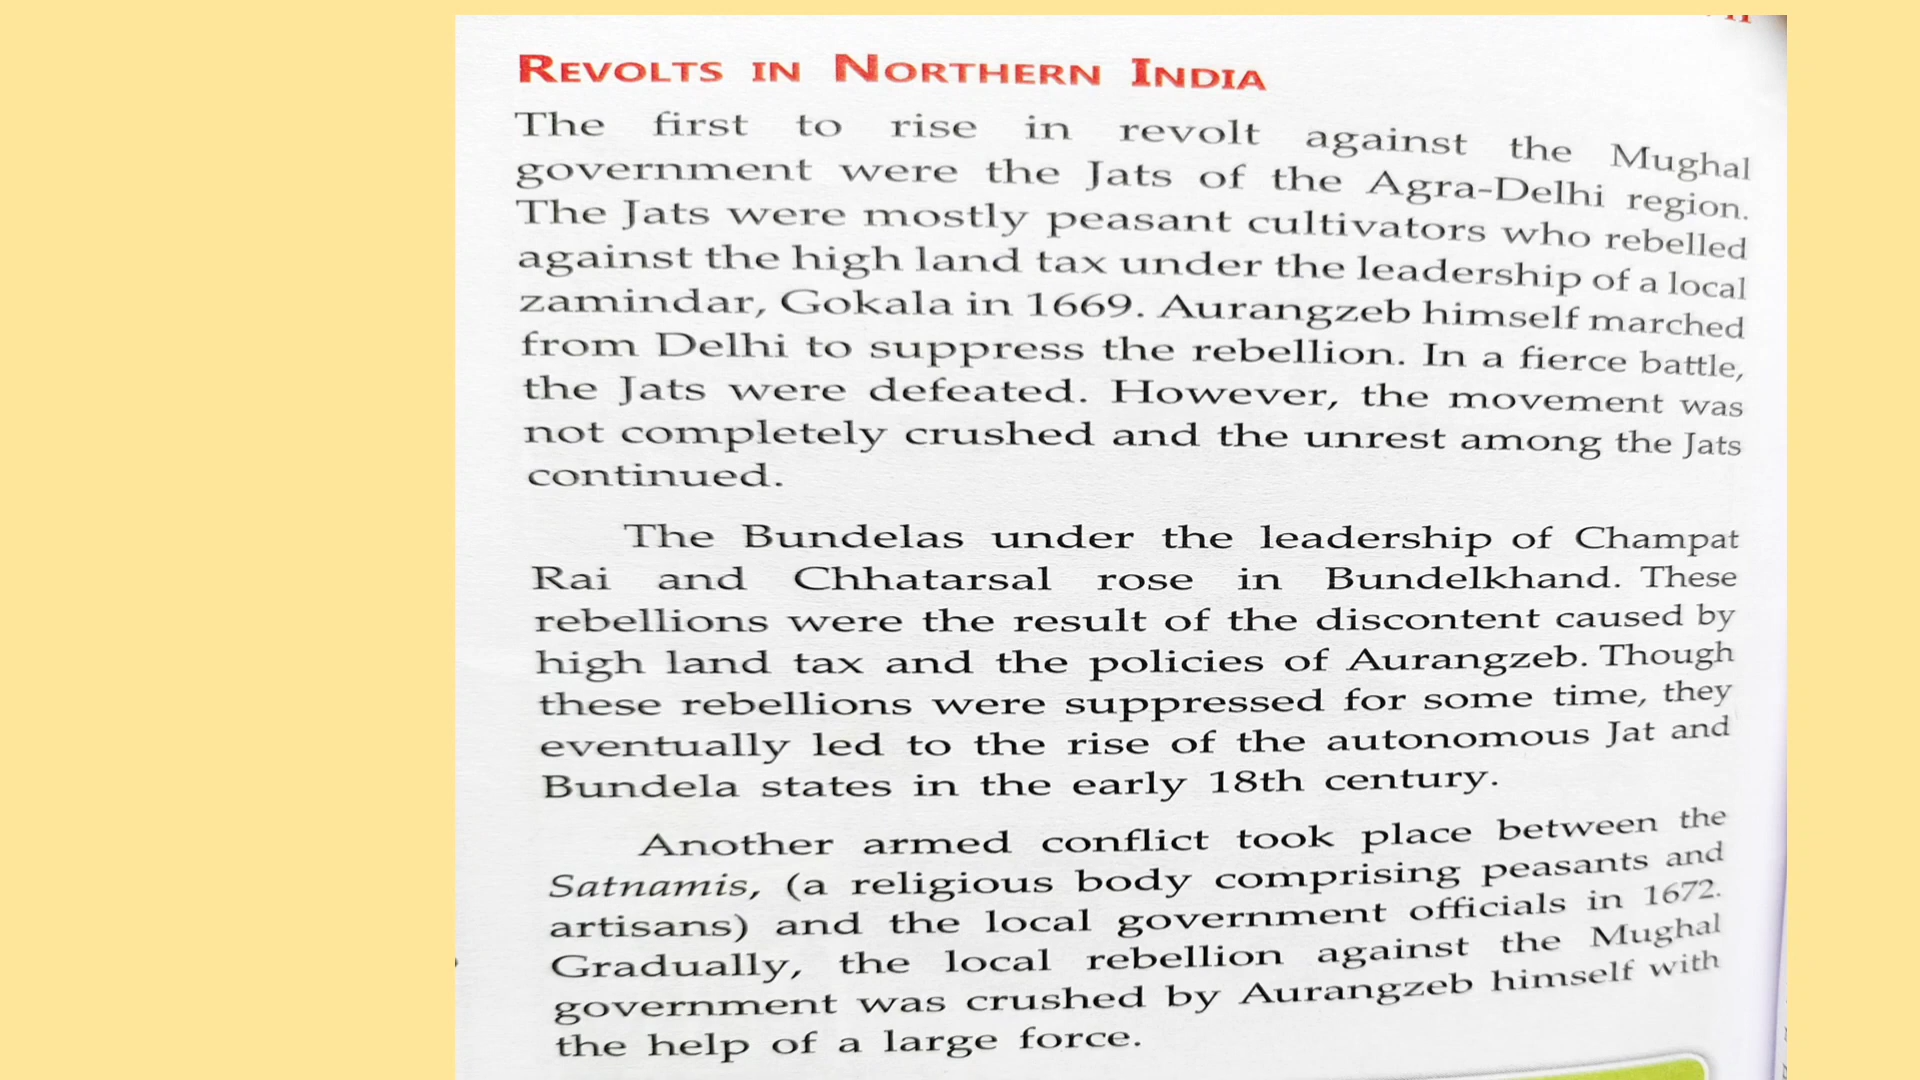 REVOLTS IN NORTHERN INDIA
The first to rise in revolt against the Mughal
government were the Jats of the Agra-Delhi region.
The Jats were mostly peasant cultivators who rebelled
against the high land tax under the leadership of a local
zamindar, Gokala in 1669. Aurangzeb himself marched
from Delhi to suppress the rebellion. In a fierce battle,
the Jats were defeated. However, the movement was
not completely crushed and the unrest among the Jats
continued.
The Bundelas under the leadership of Champat
Rai and Chhatarsal rose in Bundelkhand. These
rebellions were the result of the discontent caused by
high land tax and the policies of Aurangzeb. Though
these rebellions were suppressed for some time, they
eventually led to the rise of the autonomous Jat and
Bundela states in the early 18th century.
Another armed conflict took place between the
Satnamis, (a religious body comprising peasants and
artisans) and the local government officials in 1672.
Gradually, the local rebellion against the Mughal
government was crushed by Aurangzeb himself with
the help of a large force.